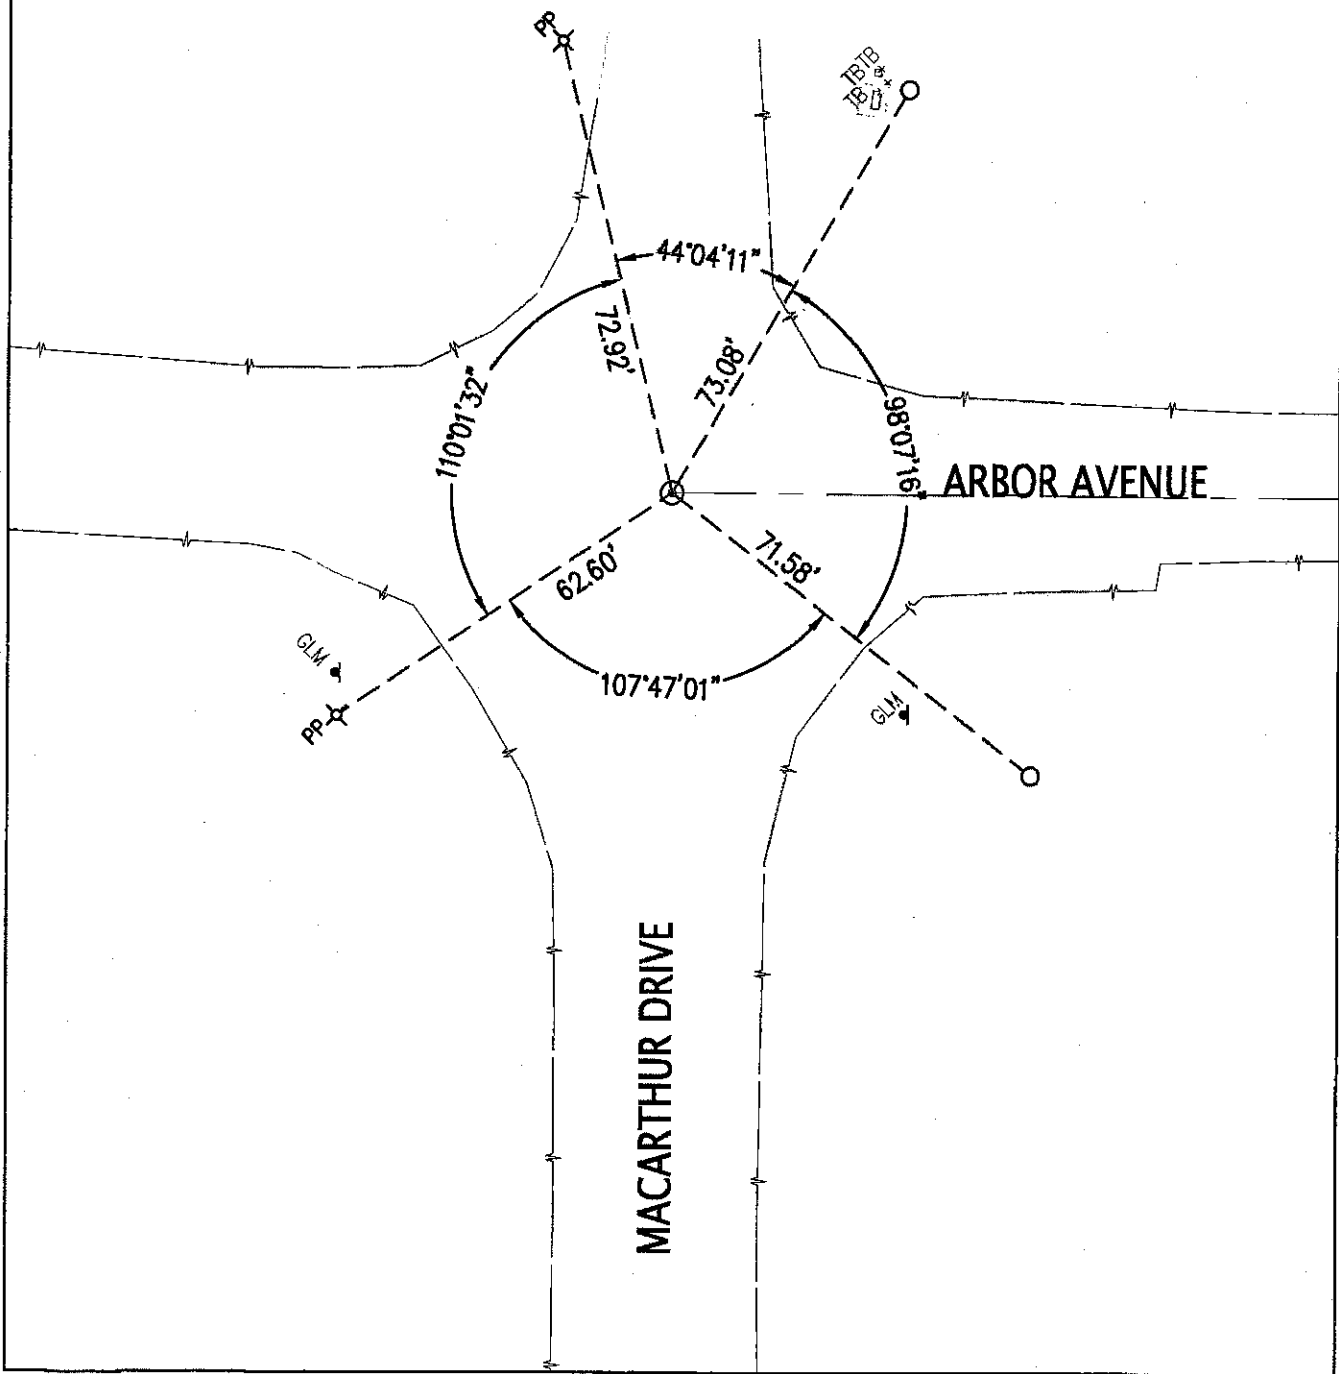 PP
TBTB
TB
44°04'11"
72.92'
73.08'
110°01'32"
98°07'16"
ARBOR AVENUE
71.58'
62.60'
GLM
107°47'01"
GLM
PP
MACARTHUR DRIVE